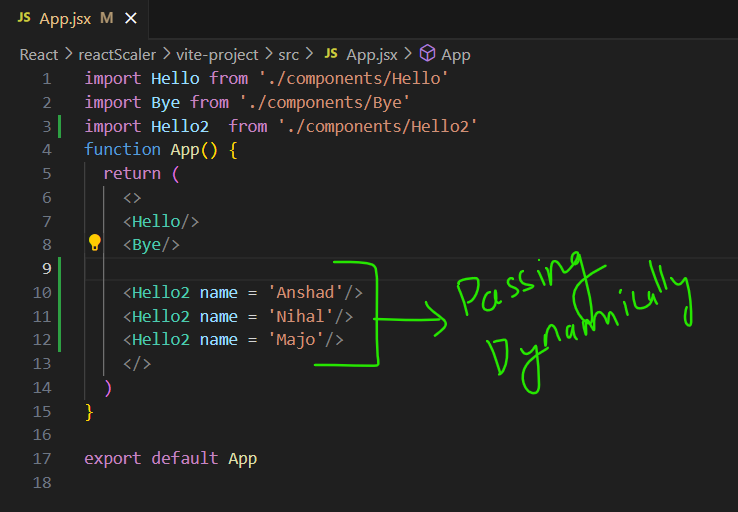 JS App.jsx M ×
React > reactScaler > vite-project > src > JS App.jsx > App
1 import Hello from './components/Hello'
2 import Bye from './components/Bye'
3 import Hello2  from './components/Hello2'
4 function App() {
5   return (
6     <>
7     <Hello/>
8     <Bye/>
9
10     <Hello2 name = 'Anshad'/>
11     <Hello2 name = 'Nihal'/>
12     <Hello2 name = 'Majo'/>
13     </>
14   )
15 }
16
17 export default App
18
Passing
Dynamically